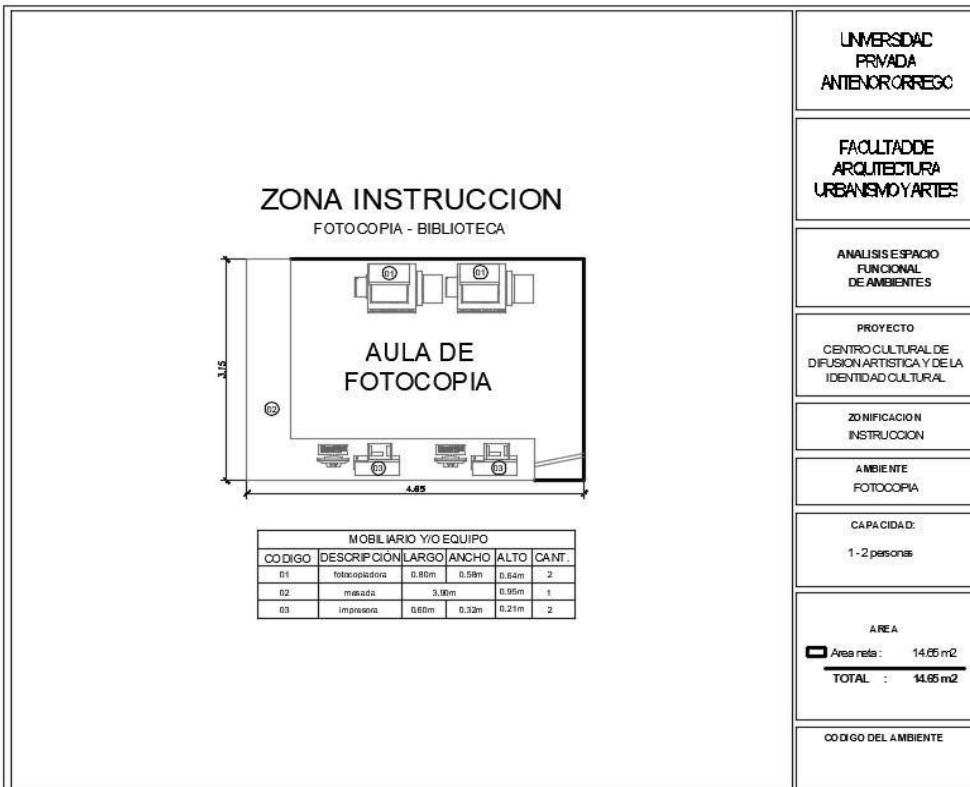 ZONA INSTRUCCION
FOTOCOPIA - BIBLIOTECA
01
01
AULA DE
FOTOCOPIA
3.15
02
03
03
4.65
MOBILIARIO Y/O EQUIPO
CODIGO DESCRIPCIÓN LARGO ANCHO ALTO CANT.
01 fotocopiadora 0.80m 0.58m 0.64m 2
02 mesada 3.90m 0.95m 1
03 impresora 0.60m 0.32m 0.21m 2
UNIVERSIDAD
PRIVADA
ANTENOR ORREGO
FACULTAD DE
ARQUITECTURA
URBANISMO Y ARTES
ANALISIS ESPACIO
FUNCIONAL
DE AMBIENTES
PROYECTO
CENTRO CULTURAL DE
DIFUSION ARTISTICA Y DE LA
IDENTIDAD CULTURAL
ZONIFICACION
INSTRUCCION
AMBIENTE
FOTOCOPIA
CAPACIDAD:
1 - 2 personas
AREA
Area neta : 14.65 m2
TOTAL : 14.65 m2
CODIGO DEL AMBIENTE